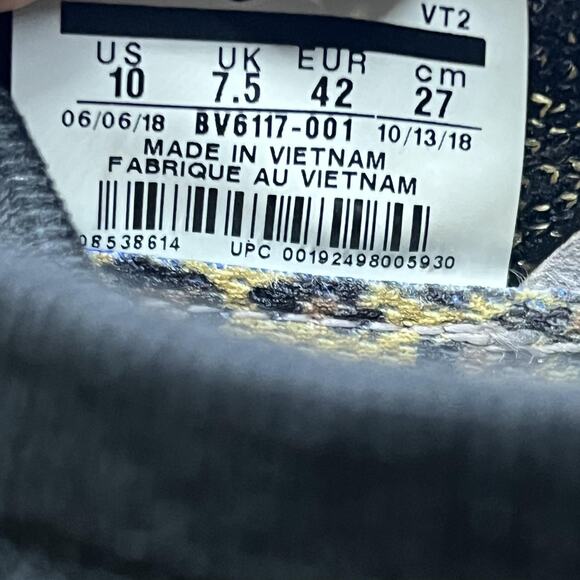 VT2
US UK EUR cm
10 7.5 42 27
06/06/18 BV6117-001 10/13/18
MADE IN VIETNAM
FABRIQUE AU VIETNAM
08538614 UPC 00192498005930